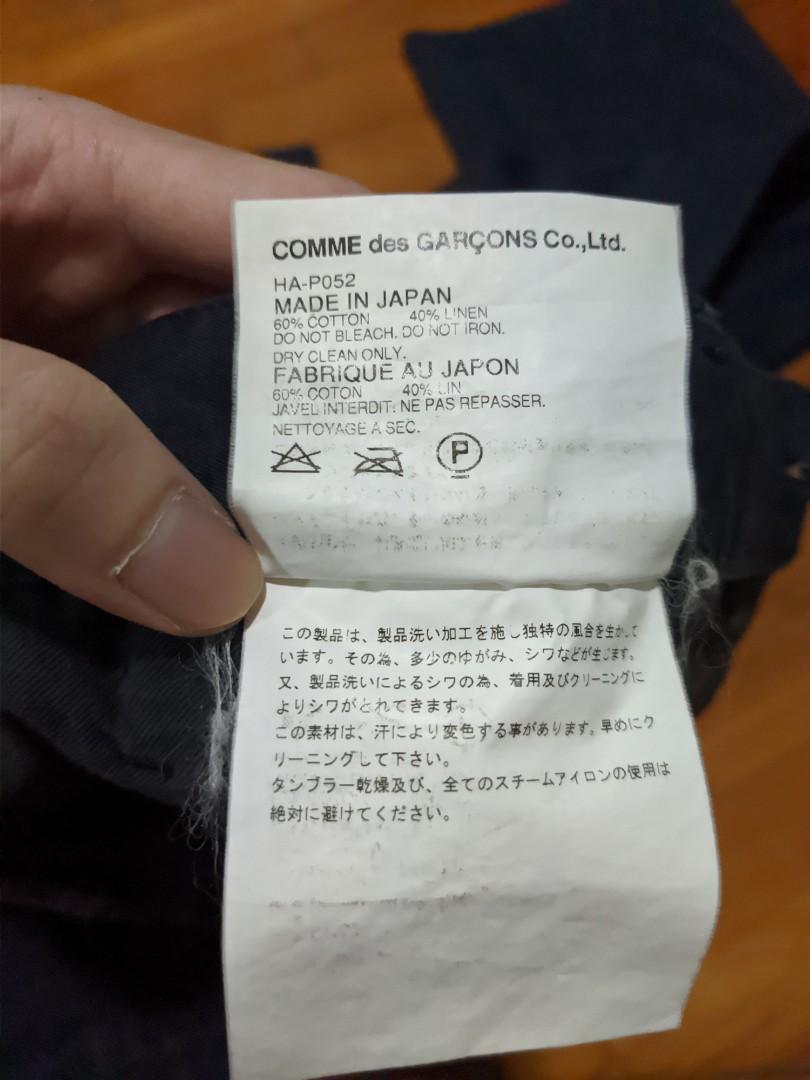 COMME des GARÇONS Co.,Ltd.
HA-P052
MADE IN JAPAN
60% COTTON 40% LINEN
DO NOT BLEACH. DO NOT IRON.
DRY CLEAN ONLY.
FABRIQUE AU JAPON
60% COTON 40% LIN
JAVEL INTERDIT. NE PAS REPASSER.
NETTOYAGE A SEC.
P
この製品は、製品洗い加工を施し独特の風合を生かして
います。その為、多少のゆがみ、シワなどが生じます。
又、製品洗いによるシワの為、着用及びクリーニングに
よりシワがとれてきます。
この素材は、汗により変色する事があります。早めにク
リーニングして下さい。
タンブラー乾燥及び、全てのスチームアイロンの使用は
絶対に避けてください。